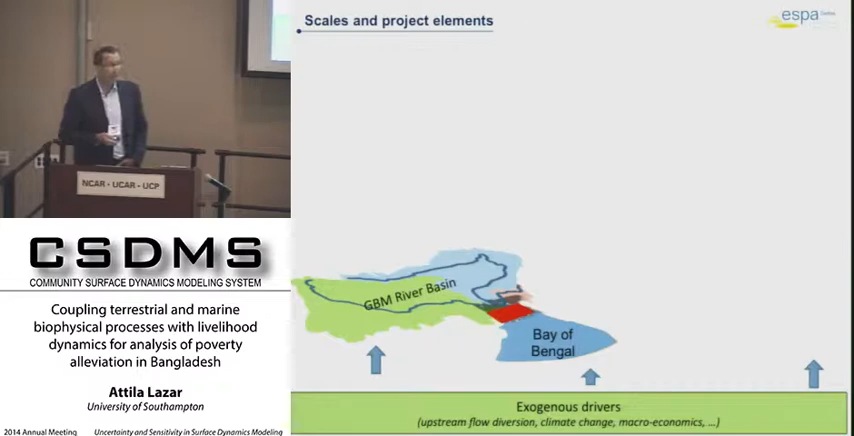 Scales and project elements
espa
NCAR · UCAR · UCP
CSDMS
COMMUNITY SURFACE DYNAMICS MODELING SYSTEM
Coupling terrestrial and marine
biophysical processes with livelihood
dynamics for analysis of poverty
alleviation in Bangladesh
Attila Lazar
University of Southampton
2014 Annual Meeting
Uncertainty and Sensitivity in Surface Dynamics Modeling
GBM River Basin
Bay of
Bengal
Exogenous drivers
(upstream flow diversion, climate change, macro-economics, ...)